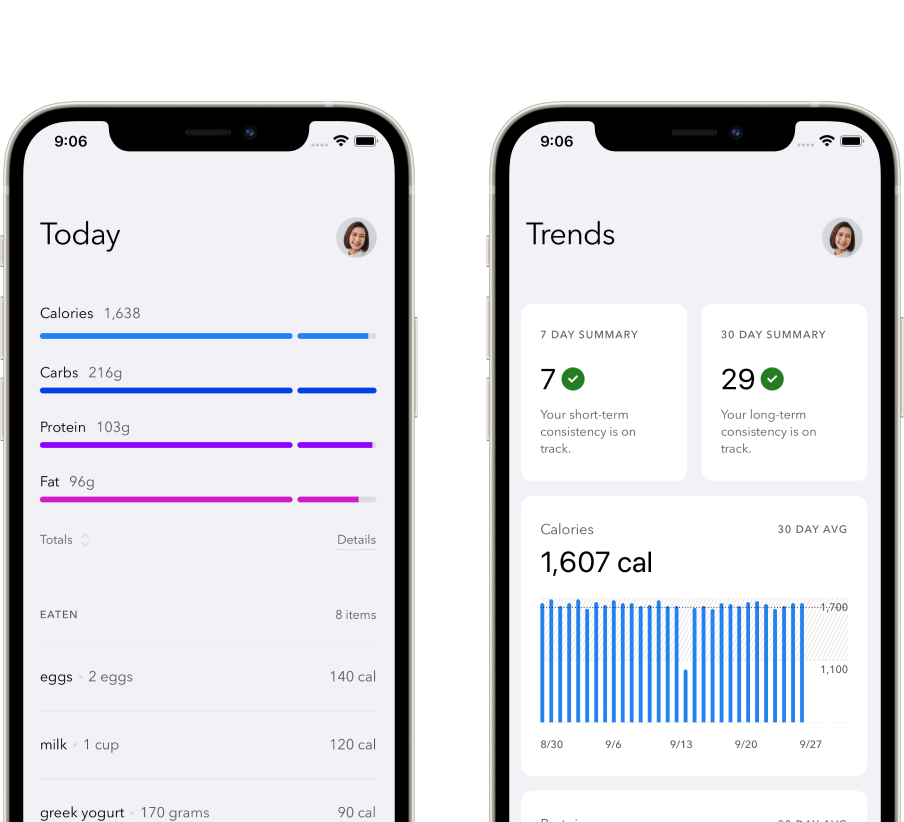 9:06
Today
Calories 1,638
Carbs 216g
Protein 103g
Fat 96g
Totals Details
EATEN 8 items
eggs • 2 eggs 140 cal
milk • 1 cup 120 cal
greek yogurt • 170 grams 90 cal
9:06
Trends
7 DAY SUMMARY
7
Your short-term
consistency is on
track.
30 DAY SUMMARY
29
Your long-term
consistency is on
track.
Calories 30 DAY AVG
1,607 cal
1,700
1,100
8/30 9/6 9/13 9/20 9/27